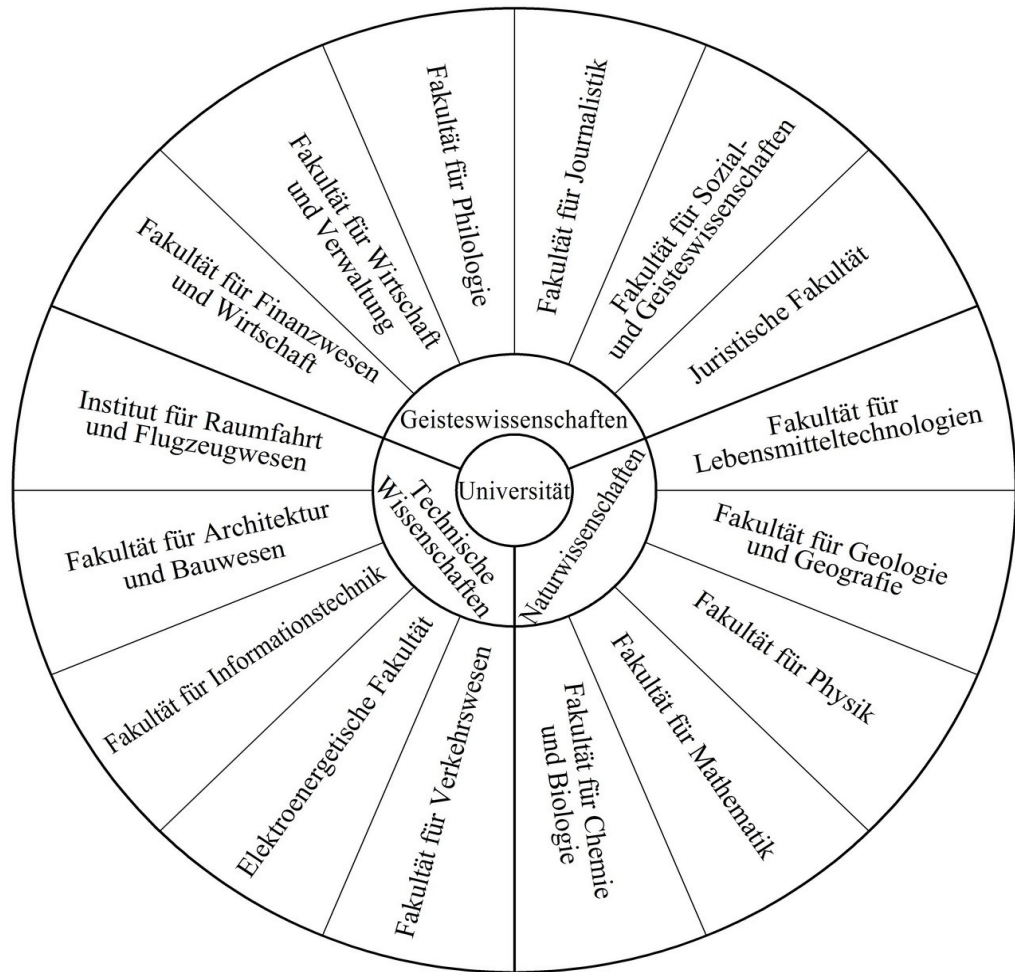 Universität
Geisteswissenschaften
Naturwissenschaften
Technische
Wissenschaften
Fakultät für Finanzwesen
und Wirtschaft
Fakultät für Wirtschaft
und Verwaltung
Fakultät für Philologie
Fakultät für Journalistik
Fakultät für Sozial-
und Geisteswissenschaften
Juristische Fakultät
Fakultät für
Lebensmitteltechnologien
Fakultät für Geologie
und Geografie
Fakultät für Physik
Fakultät für Mathematik
Fakultät für Chemie
und Biologie
Fakultät für Verkehrswesen
Elektroenergetische Fakultät
Fakultät für Informationstechnik
Fakultät für Architektur
und Bauwesen
Institut für Raumfahrt
und Flugzeugwesen